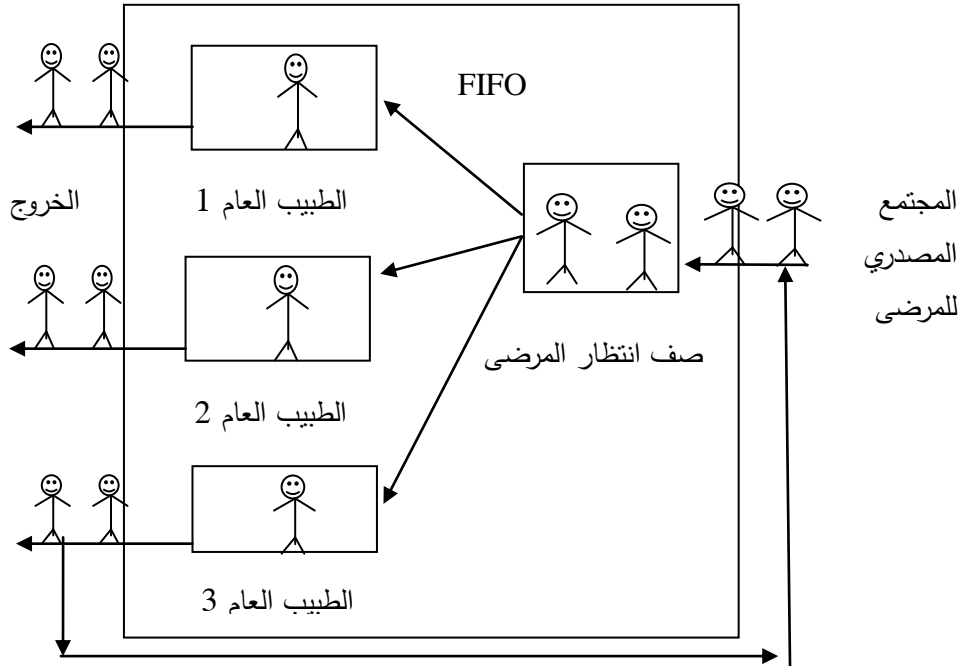 FIFO
المجتمع
المصدري
للمرضى
صف انتظار المرضى
الطبيب العام 1
الخروج
الطبيب العام 2
الطبيب العام 3